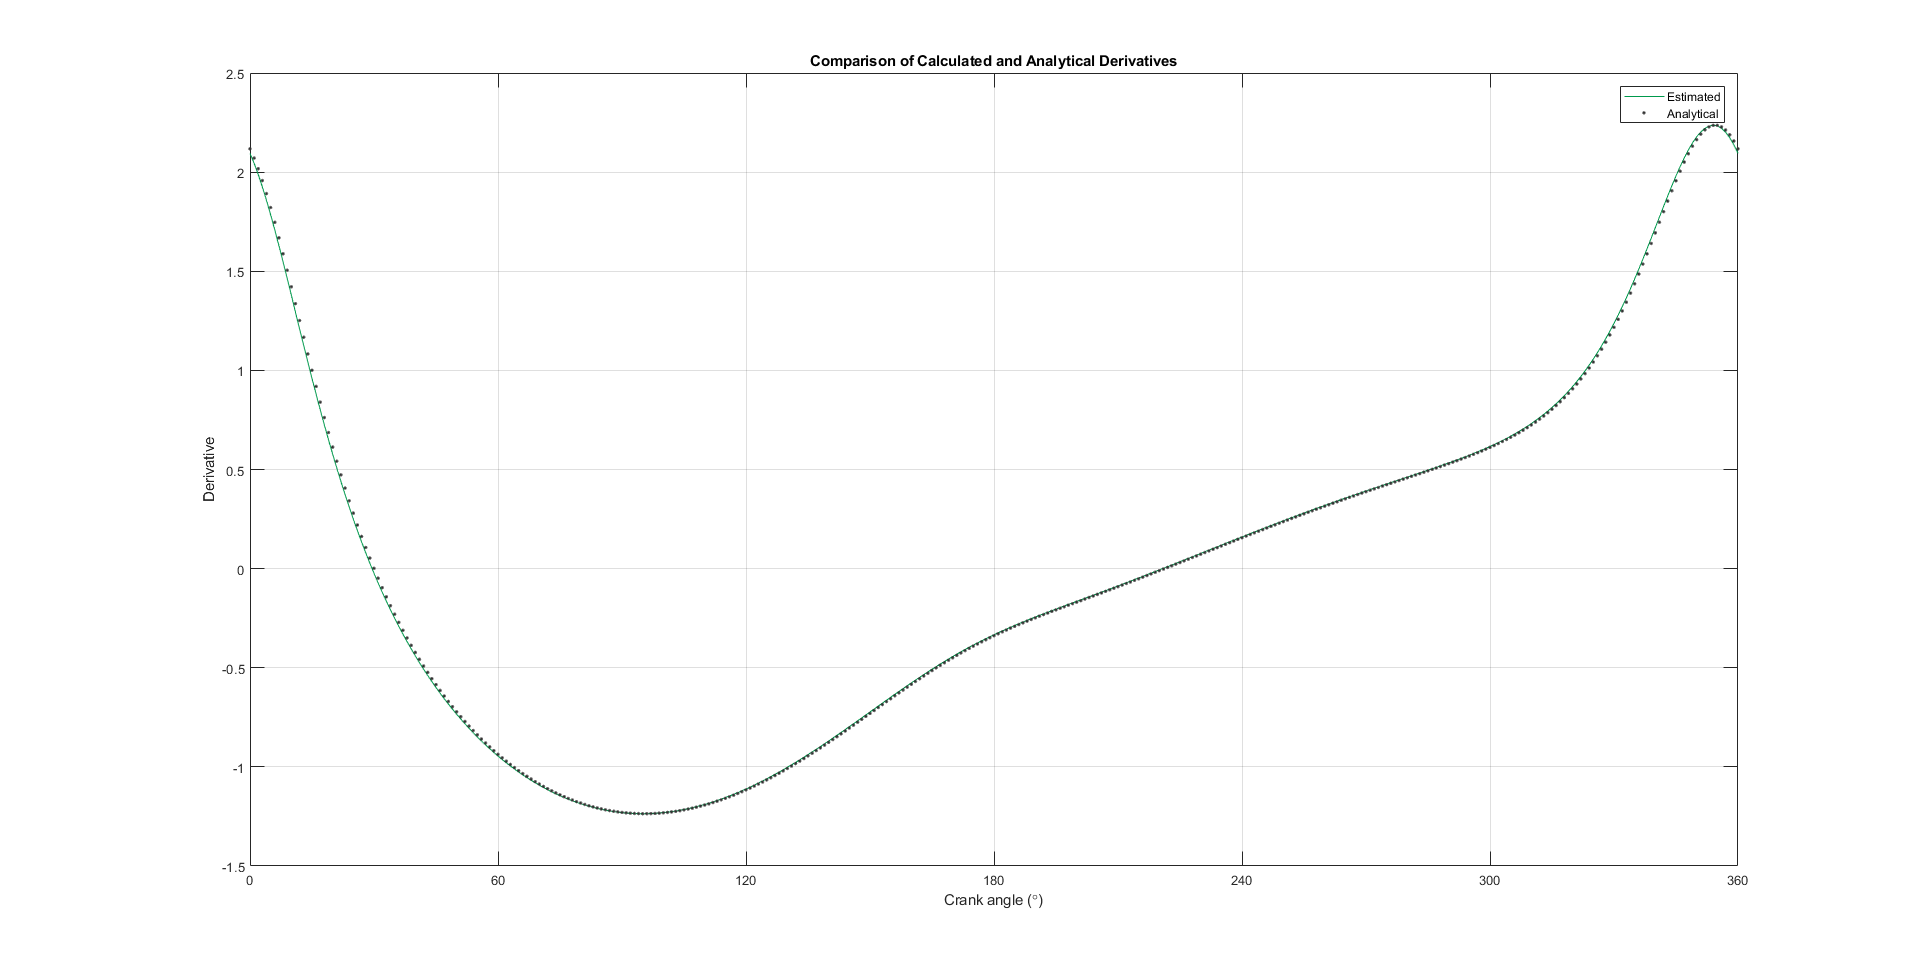 Comparison of Calculated and Analytical Derivatives
2.5
Estimated
Analytical
2
1.5
1
Derivative
0.5
0
-0.5
-1
-1.5
0 60 120 180 240 300 360
Crank angle (°)